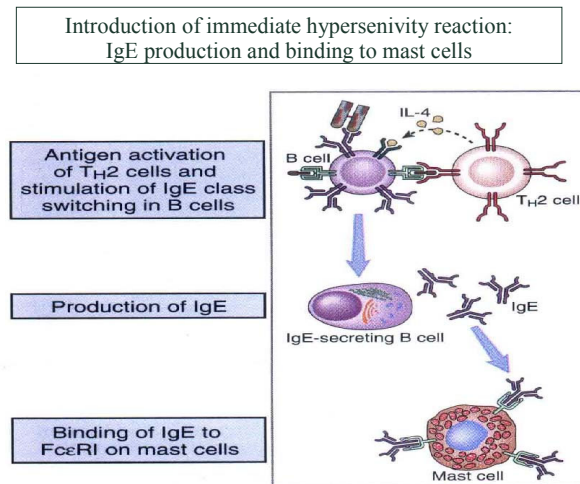 Introduction of immediate hypersenivity reaction:
IgE production and binding to mast cells
Antigen activation
of TH2 cells and
stimulation of IgE class
switching in B cells
IL-4
B cell
TH2 cell
Production of IgE
IgE
IgE-secreting B cell
Binding of IgE to
FcεRI on mast cells
Mast cell